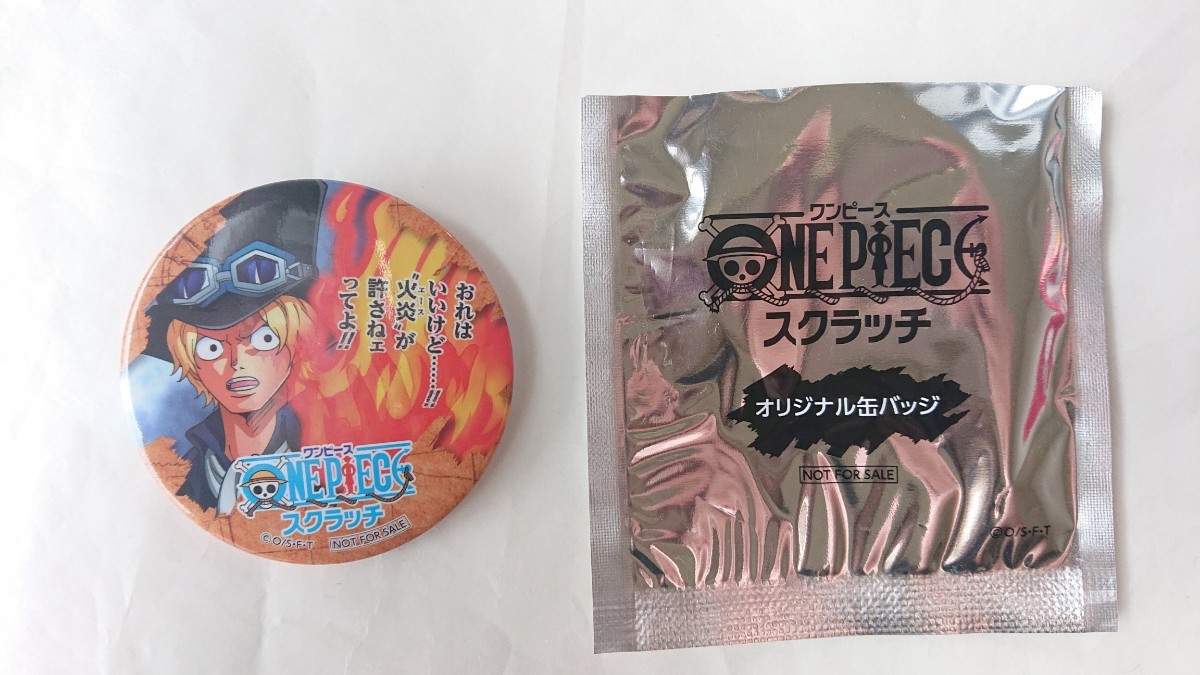 おれは
いいけど……!!
“火炎”が
エース
許さねェ
ってよ!!
ワンピース
ONE PIECE
スクラッチ
©O/S・F・T NOT FOR SALE
ワンピース
ONE PIECE
スクラッチ
オリジナル缶バッジ
NOT FOR SALE
©O/S・F・T